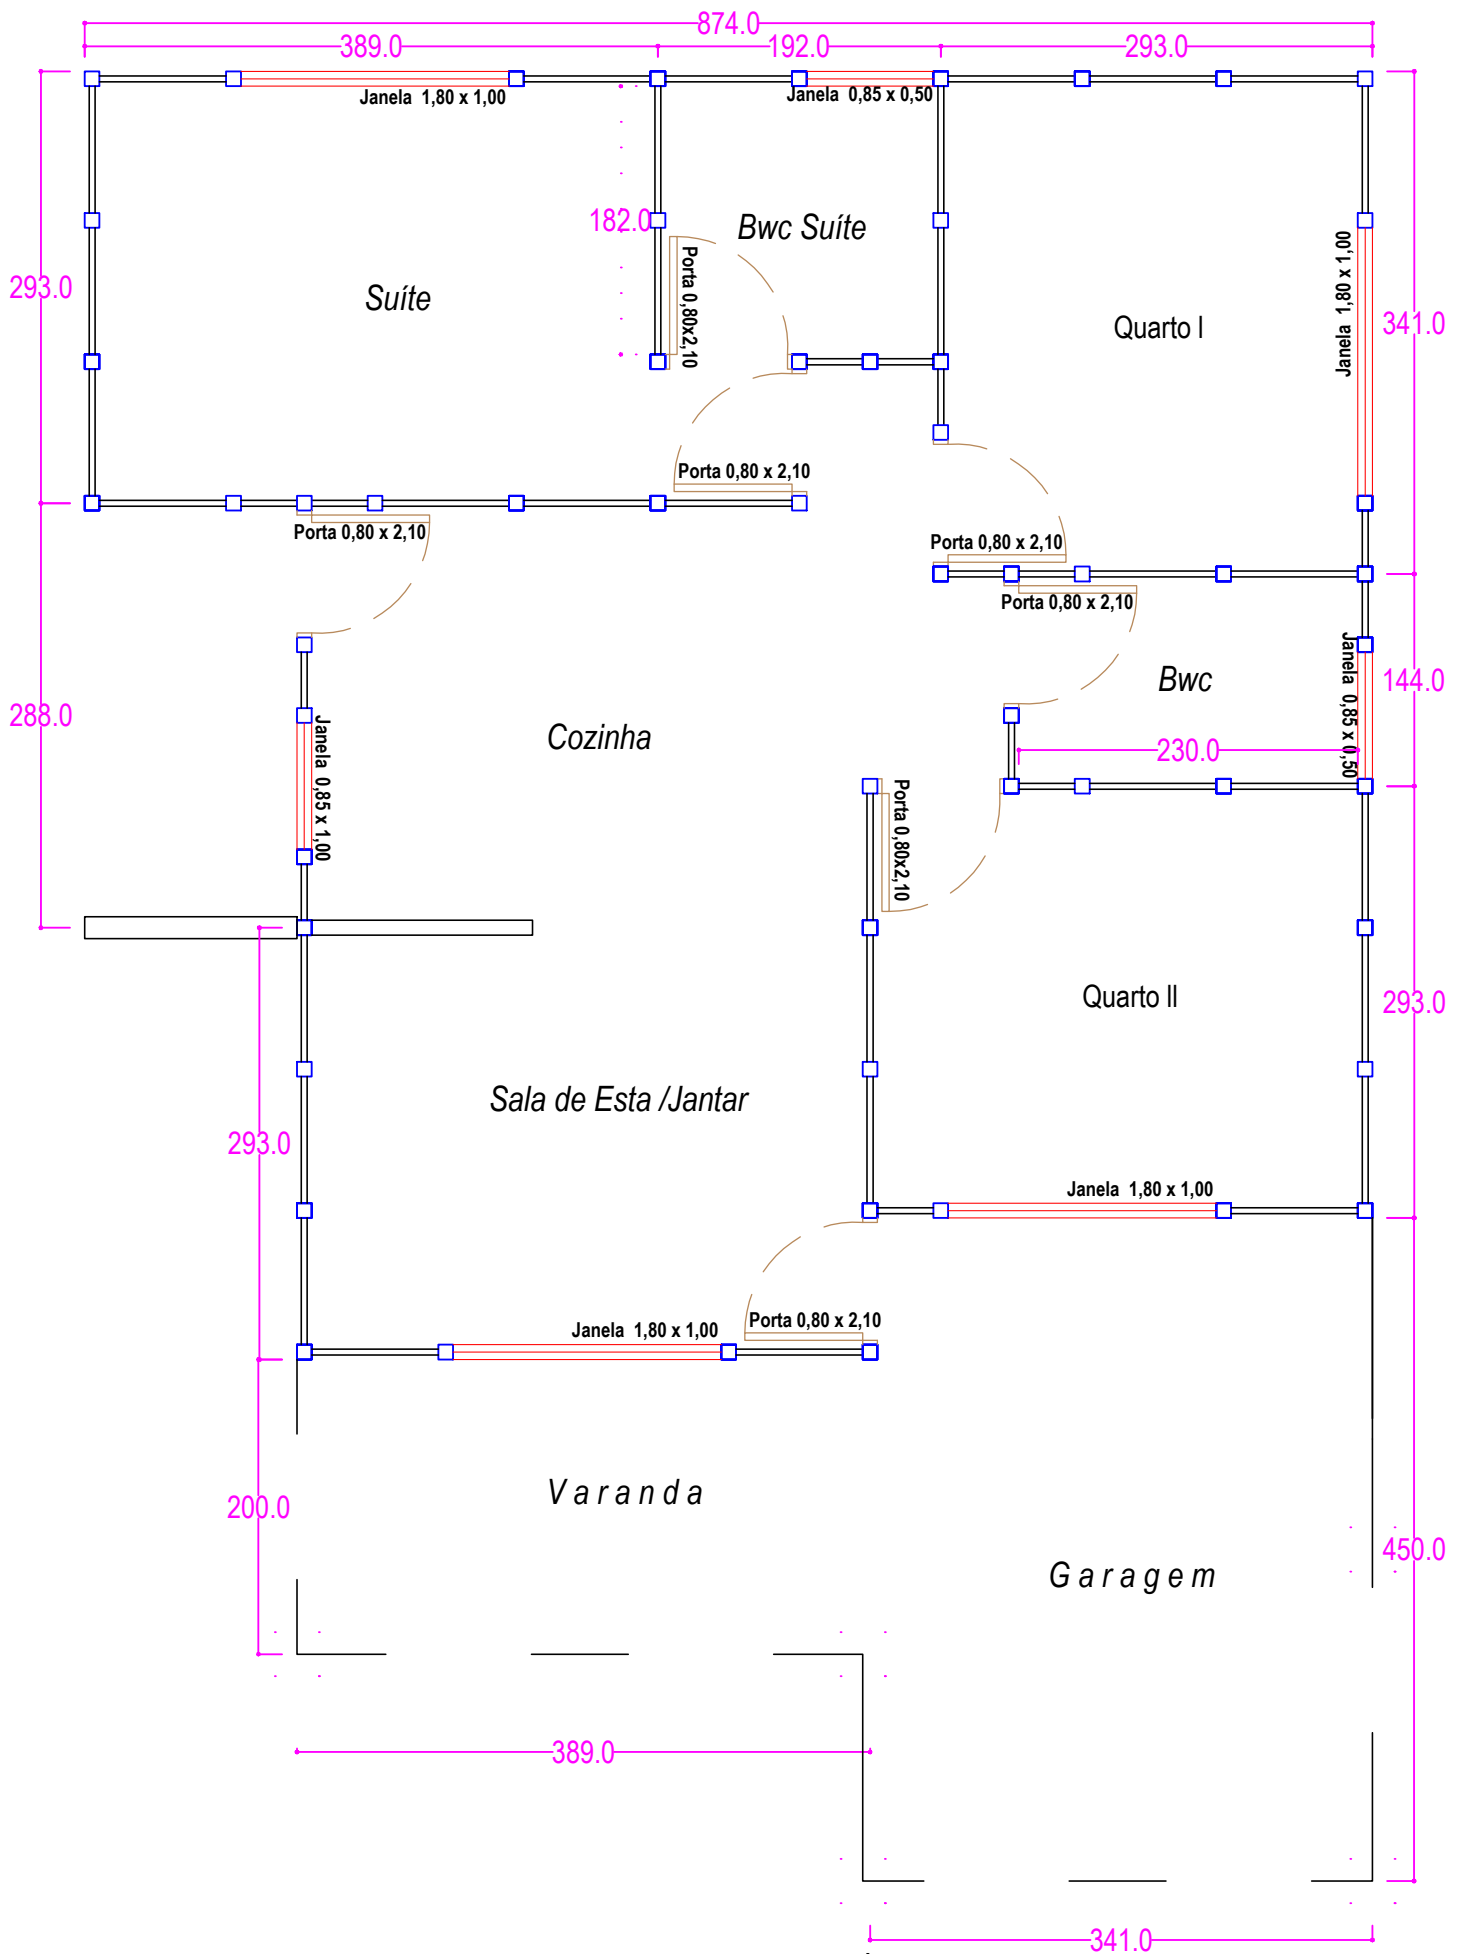 874.0
389.0
192.0
293.0
Janela 1,80 x 1,00
Janela 0,85 x 0,50
182.0
Bwc Suíte
Porta 0,80x2,10
Suíte
293.0
Quarto I
Janela 1,80 x 1,00
341.0
Porta 0,80 x 2,10
Porta 0,80 x 2,10
Porta 0,80 x 2,10
Porta 0,80 x 2,10
Bwc
Janela 0,85 x 0,50
144.0
288.0
Janela 0,85 x 1,00
Cozinha
230.0
Porta 0,80x2,10
Quarto II
293.0
Sala de Esta /Jantar
293.0
Janela 1,80 x 1,00
Janela 1,80 x 1,00
Porta 0,80 x 2,10
Varanda
200.0
Garagem
450.0
389.0
341.0